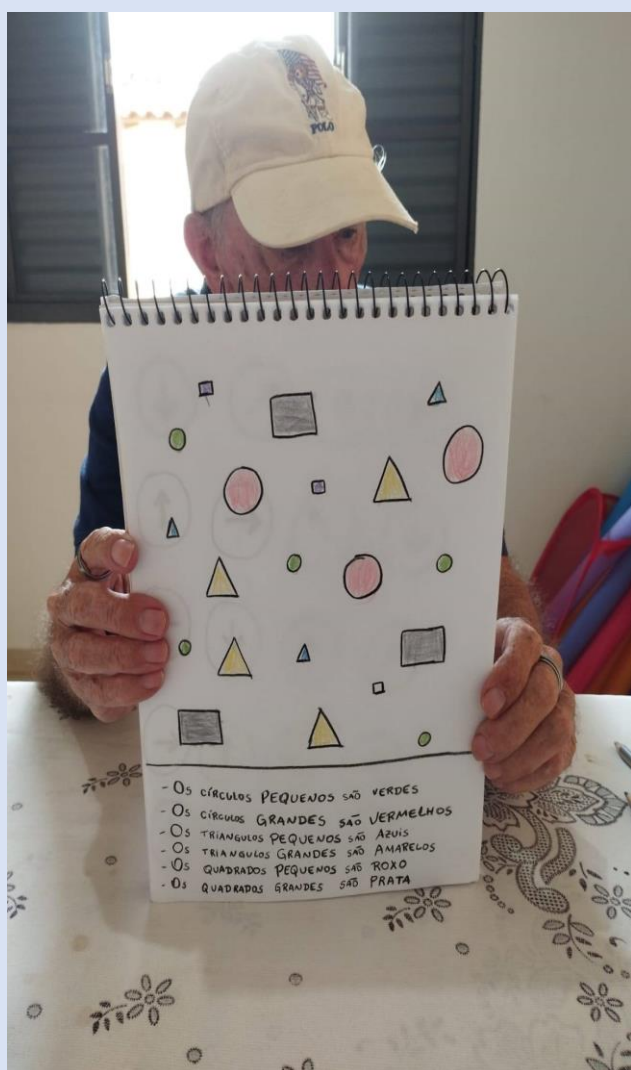 POLO
- Os círculos PEQUENOS são VERDES
- Os círculos GRANDES são VERMELHOS
- Os TRIANGULOS PEQUENOS são Azuis
- Os TRIANGULOS GRANDES são AMARELOS
- Os QUADRADOS PEQUENOS são ROXO
- Os QUADRADOS GRANDES são PRATA